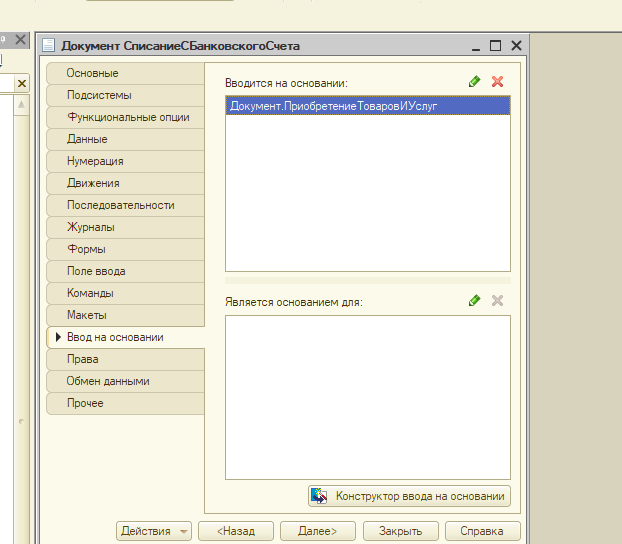 Документ СписаниеСБанковскогоСчета
Основные
Подсистемы
Функциональные опции
Данные
Нумерация
Движения
Последовательности
Журналы
Формы
Поле ввода
Команды
Макеты
Ввод на основании
Права
Обмен данными
Прочее
Вводится на основании:
Документ.ПриобретениеТоваровИУслуг
Является основанием для:
Конструктор ввода на основании
Действия
<Назад
Далее>
Закрыть
Справка